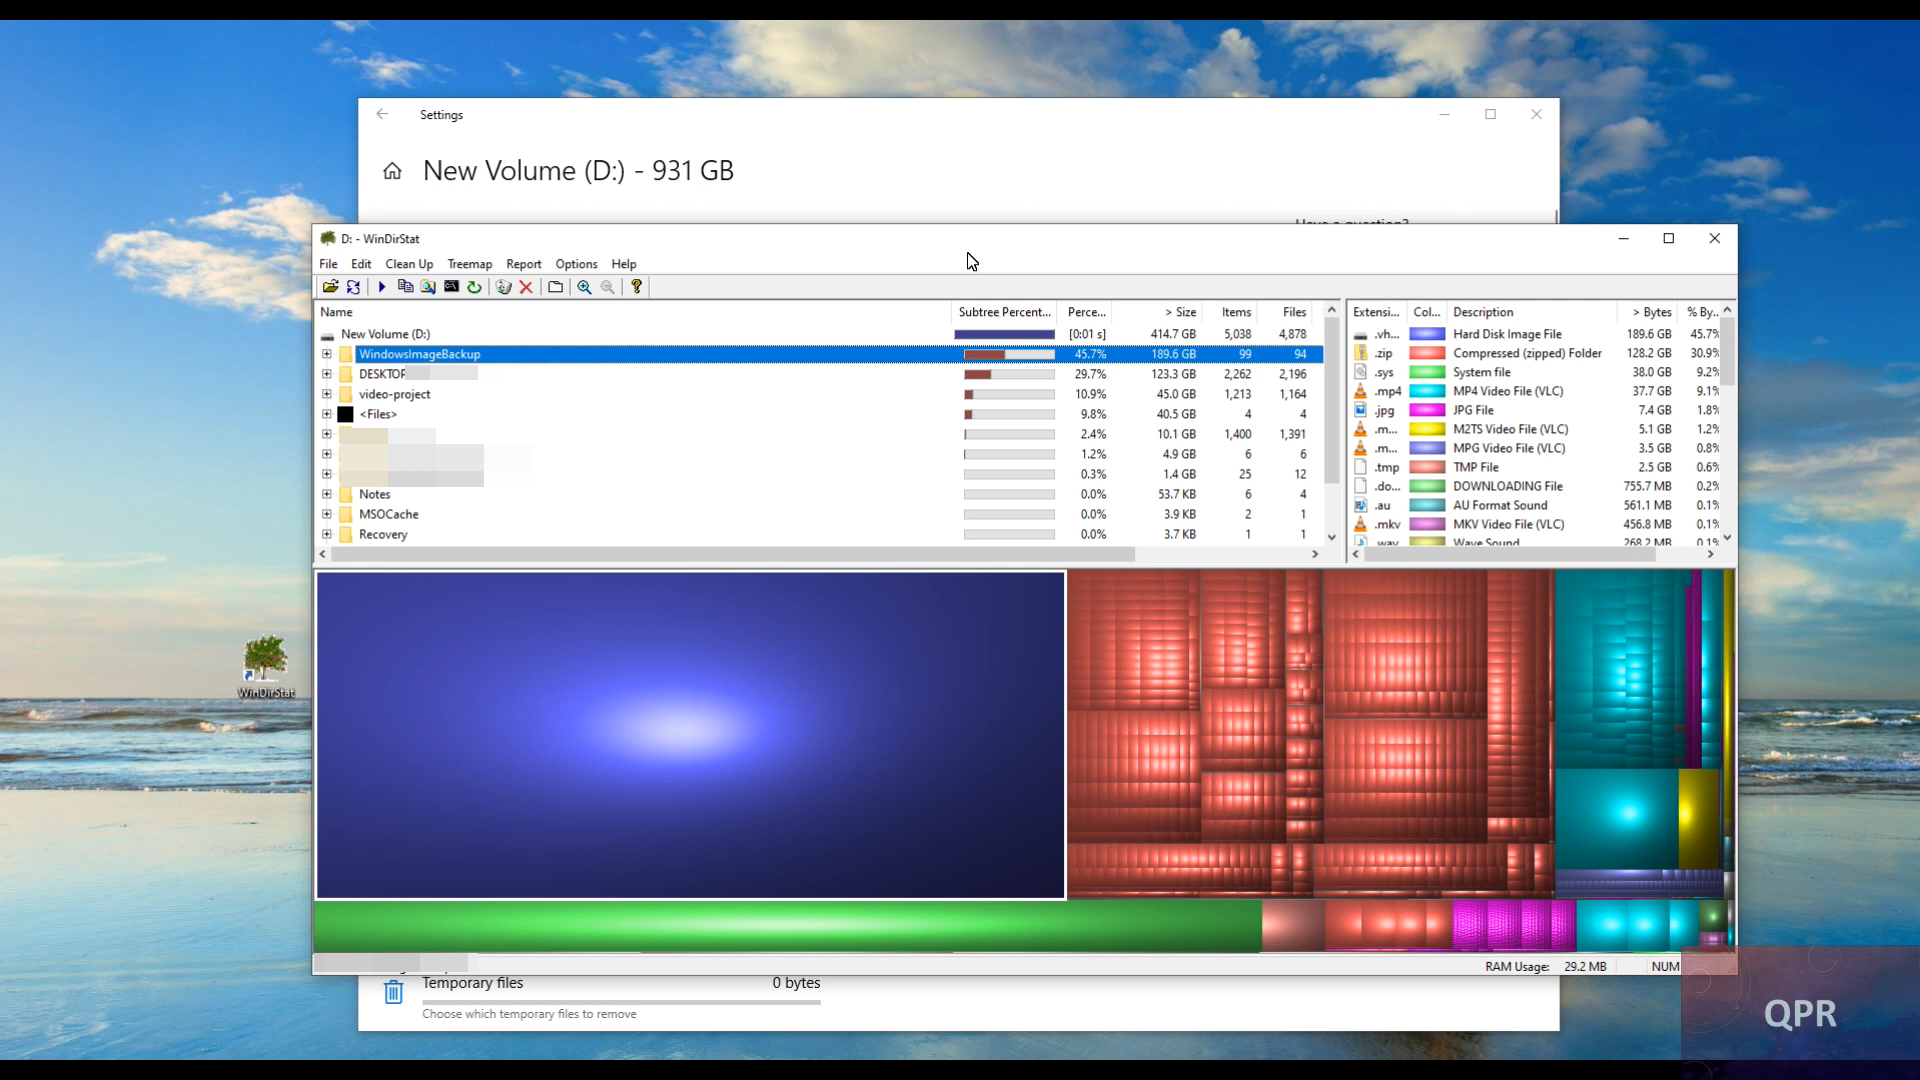 Settings
New Volume (D:) - 931 GB
D: - WinDirStat
File Edit Clean Up Treemap Report Options Help
Name Subtree Percent... Perce... > Size Items Files
New Volume (D:) [0:01 s] 414.7 GB 5,038 4,878
WindowsImageBackup 45.7% 189.6 GB 99 94
DESKTOP 29.7% 123.3 GB 2,262 2,196
video-project 10.9% 45.0 GB 1,213 1,164
<Files> 9.8% 40.5 GB 4 4
2.4% 10.1 GB 1,400 1,391
1.2% 4.9 GB 6 6
0.3% 1.4 GB 25 12
Notes 0.0% 53.7 KB 6 4
MSOCache 0.0% 3.9 KB 2 1
Recovery 0.0% 3.7 KB 1 1
Extensi... Col... Description > Bytes % By...
.vh... Hard Disk Image File 189.6 GB 45.7%
.zip Compressed (zipped) Folder 128.2 GB 30.9%
.sys System file 38.0 GB 9.2%
.mp4 MP4 Video File (VLC) 37.7 GB 9.1%
.jpg JPG File 7.4 GB 1.8%
.m... M2TS Video File (VLC) 5.1 GB 1.2%
.m... MPG Video File (VLC) 3.5 GB 0.8%
.tmp TMP File 2.5 GB 0.6%
.do... DOWNLOADING File 755.7 MB 0.2%
.au AU Format Sound 561.1 MB 0.1%
.mkv MKV Video File (VLC) 456.8 MB 0.1%
.wav Wave Sound 268.2 MB 0.1%
WinDirStat
RAM Usage: 29.2 MB NUM
Temporary files 0 bytes
Choose which temporary files to remove
QPR